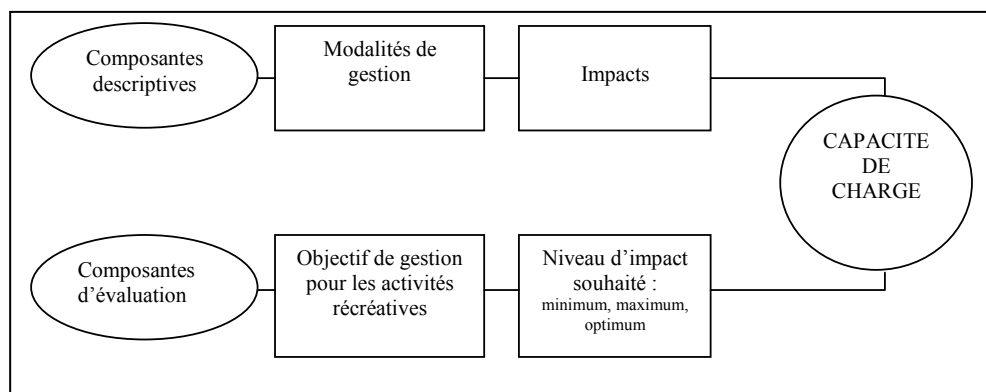 Composantes
descriptives
Modalités de
gestion
Impacts
CAPACITE
DE
CHARGE
Composantes
d’évaluation
Objectif de gestion
pour les activités
récréatives
Niveau d’impact
souhaité :
minimum, maximum,
optimum